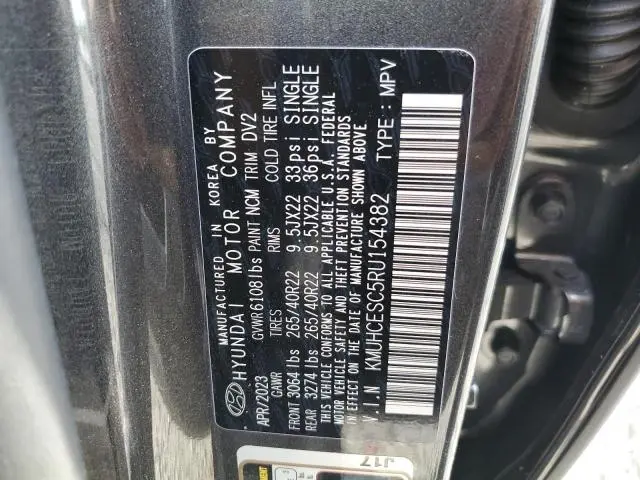 MANUFACTURED IN KOREA BY
HYUNDAI MOTOR COMPANY
APR/2023 GVWR 6108lbs PAINT NCM TRIM DV2
GAWR TIRES RIMS COLD TIRE INFL
FRONT 3064 lbs 265/40R22 9.5JX22 33psi SINGLE
REAR 3274 lbs 265/40R22 9.5JX22 36psi SINGLE
THIS VEHICLE CONFORMS TO ALL APPLICABLE U.S.A. FEDERAL
MOTOR VEHICLE SAFETY AND THEFT PREVENTION STANDARDS
IN EFFECT ON THE DATE OF MANUFACTURE SHOWN ABOVE
V.I.N KMUHCESC5RU154382 TYPE : MPV
J17